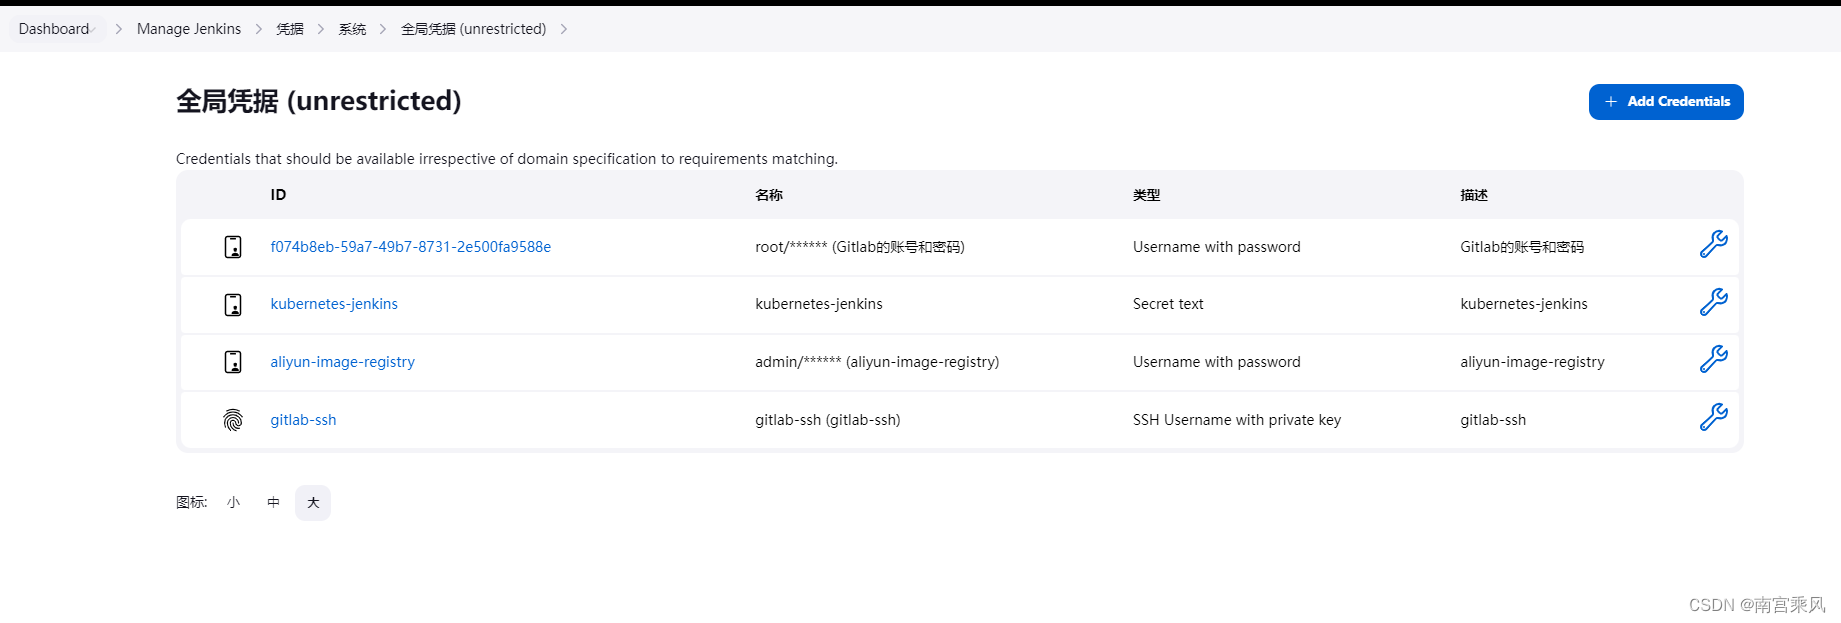 Dashboard > Manage Jenkins > 凭据 > 系统 > 全局凭据 (unrestricted) >
全局凭据 (unrestricted)
+ Add Credentials
Credentials that should be available irrespective of domain specification to requirements matching.
ID 名称 类型 描述
f074b8eb-59a7-49b7-8731-2e500fa9588e root/****** (Gitlab的账号和密码) Username with password Gitlab的账号和密码
kubernetes-jenkins kubernetes-jenkins Secret text kubernetes-jenkins
aliyun-image-registry admin/****** (aliyun-image-registry) Username with password aliyun-image-registry
gitlab-ssh gitlab-ssh (gitlab-ssh) SSH Username with private key gitlab-ssh
图标: 小 中 大
CSDN @南宫乘风